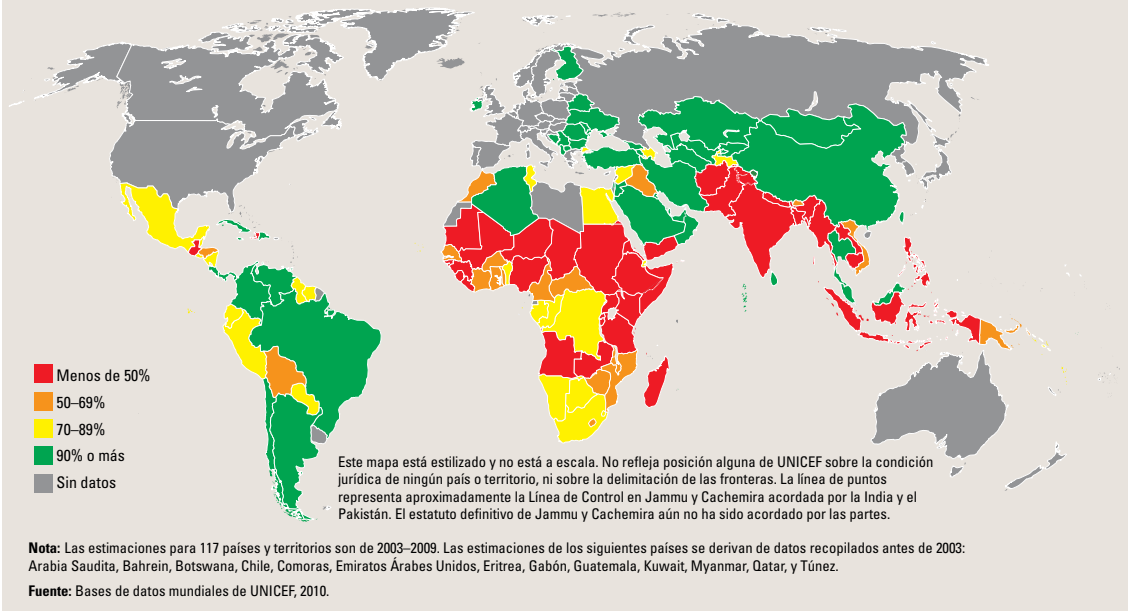 Menos de 50%
50–69%
70–89%
90% o más
Sin datos
Este mapa está estilizado y no está a escala. No refleja posición alguna de UNICEF sobre la condición
jurídica de ningún país o territorio, ni sobre la delimitación de las fronteras. La línea de puntos
representa aproximadamente la Línea de Control en Jammu y Cachemira acordada por la India y el
Pakistán. El estatuto definitivo de Jammu y Cachemira aún no ha sido acordado por las partes.
Nota: Las estimaciones para 117 países y territorios son de 2003–2009. Las estimaciones de los siguientes países se derivan de datos recopilados antes de 2003:
Arabia Saudita, Bahrein, Botswana, Chile, Comoras, Emiratos Árabes Unidos, Eritrea, Gabón, Guatemala, Kuwait, Myanmar, Qatar, y Túnez.
Fuente: Bases de datos mundiales de UNICEF, 2010.